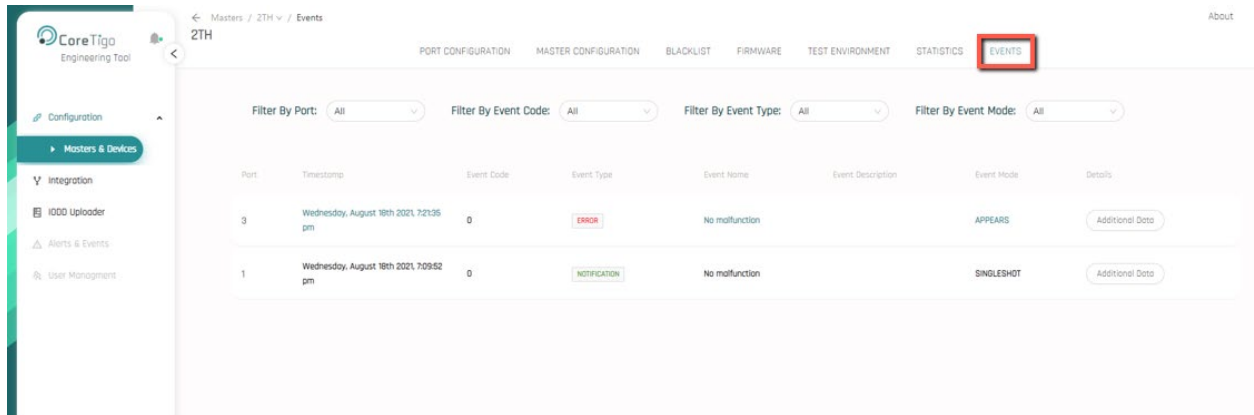 ← Masters / 2TH / Events
About
2TH
CoreTigo
Engineering Tool
PORT CONFIGURATION MASTER CONFIGURATION BLACKLIST FIRMWARE TEST ENVIRONMENT STATISTICS EVENTS
Filter By Port: All Filter By Event Code: All Filter By Event Type: All Filter By Event Mode: All
Configuration
Masters & Devices
Integration
IODD Uploader
Alerts & Events
User Managment
Port Timestamp Event Code Event Type Event Name Event Description Event Mode Details
3 Wednesday, August 18th 2021, 7:21:35 pm 0 ERROR No malfunction APPEARS Additional Data
1 Wednesday, August 18th 2021, 7:09:52 pm 0 NOTIFICATION No malfunction SINGLESHOT Additional Data